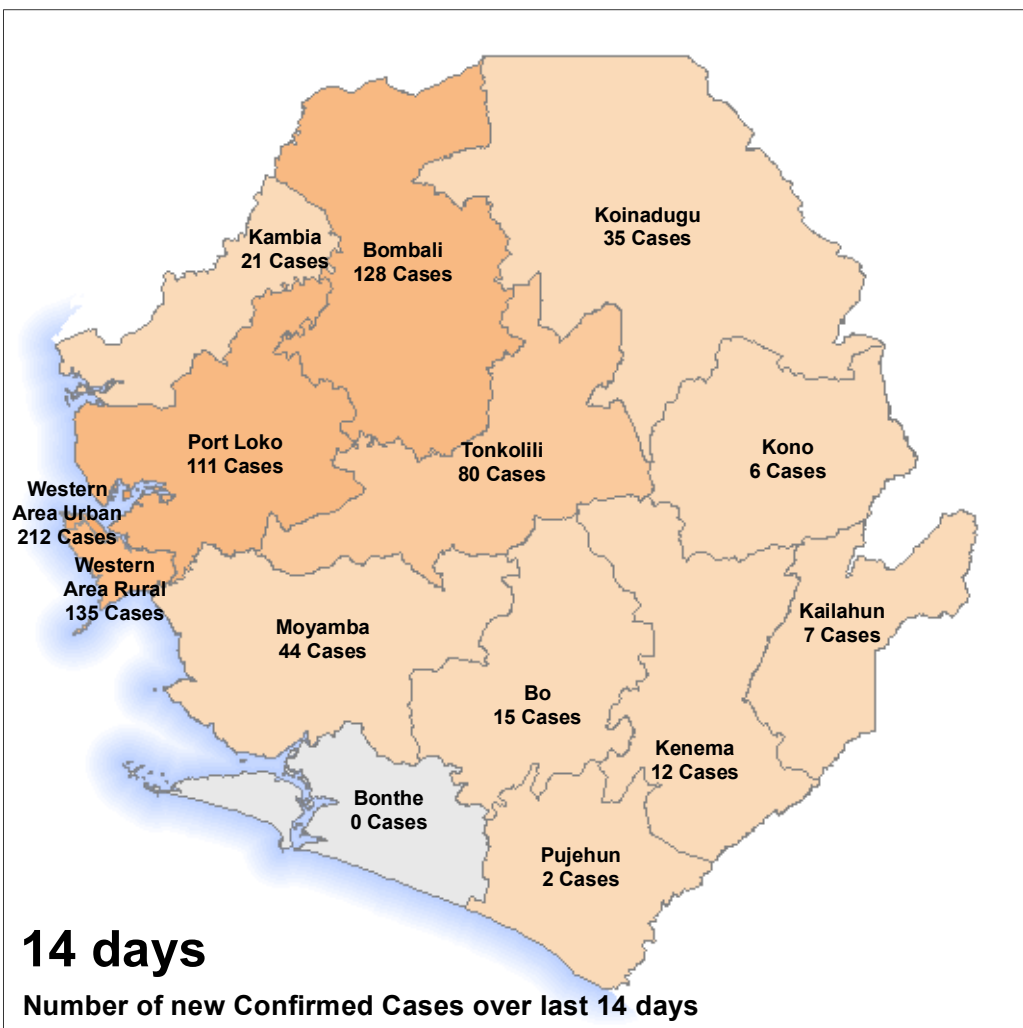 Koinadugu
35 Cases
Kambia
21 Cases
Bombali
128 Cases
Port Loko
111 Cases
Tonkolili
80 Cases
Kono
6 Cases
Western
Area Urban
212 Cases
Western
Area Rural
135 Cases
Kailahun
7 Cases
Moyamba
44 Cases
Bo
15 Cases
Kenema
12 Cases
Bonthe
0 Cases
Pujehun
2 Cases
14 days
Number of new Confirmed Cases over last 14 days